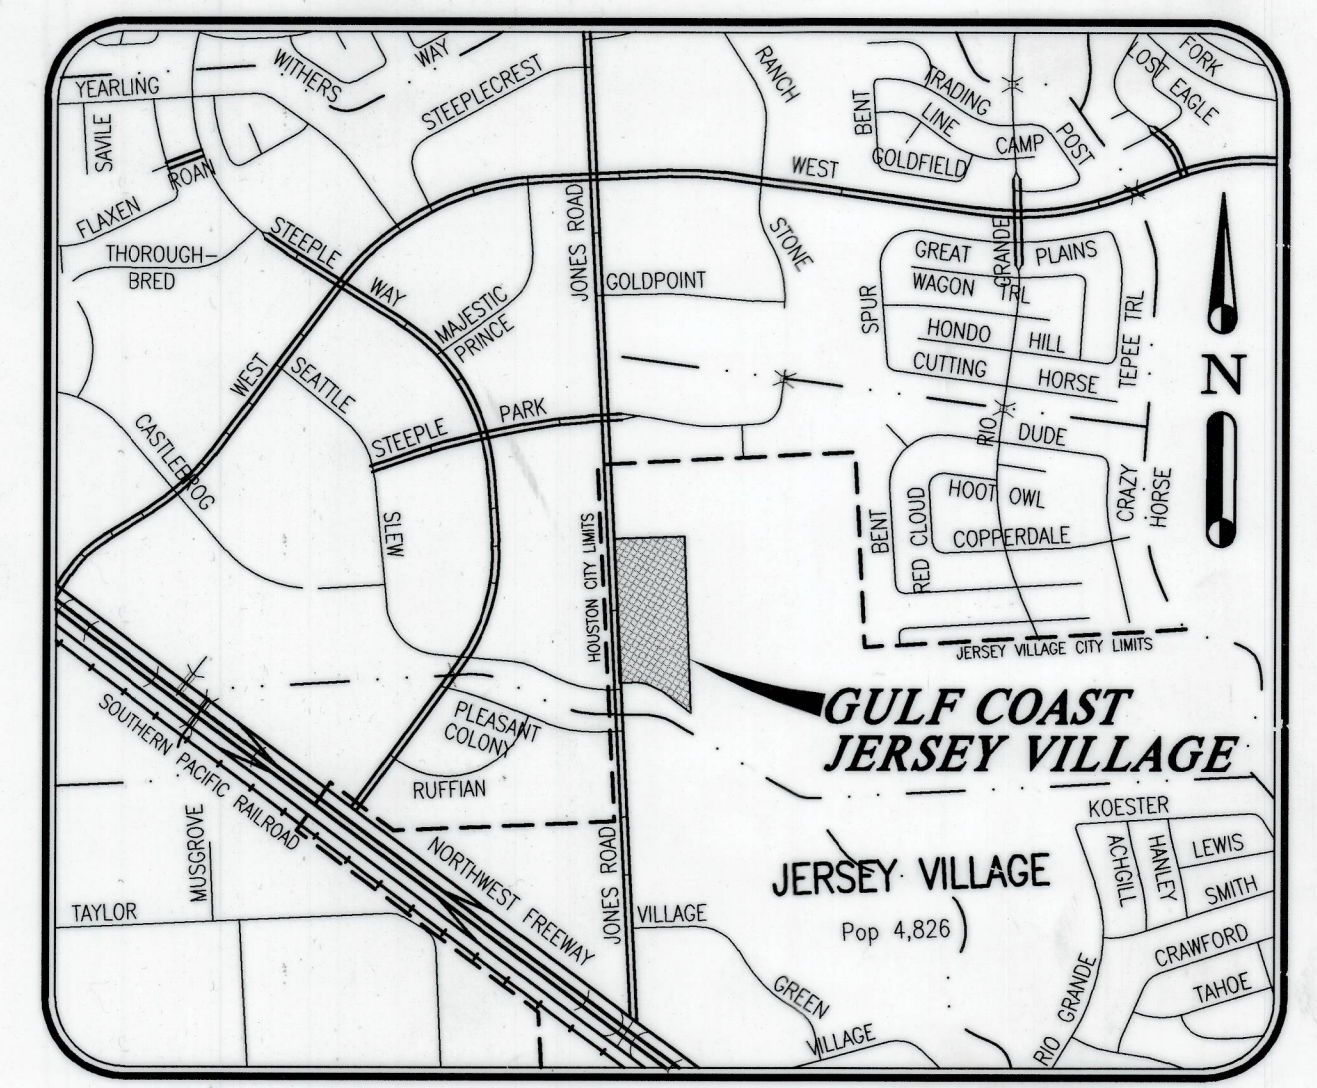 YEARLING
WITHERS
WAY
STEEPLECREST
RANCH
BENT
TRADING
LINE
CAMP
POST
GOLDFIELD
LOST EAGLE
FORK
SAVILE
ROAN
FLAXEN
THOROUGH-
BRED
STEEPLE
WAY
WEST
JONES ROAD
STONE
GOLDPOINT
MAJESTIC
PRINCE
GRANDE
GREAT PLAINS
WAGON TRL
SPUR
HONDO HILL
CUTTING HORSE
TEPEE TRL
N
WEST
SEATTLE
CASTLEBROG
STEEPLE PARK
RIO
DUDE
HOOT OWL
COPPERDALE
BENT
RED CLOUD
CRAZY
HORSE
SLEW
HOUSTON CITY LIMITS
JERSEY VILLAGE CITY LIMITS
GULF COAST
JERSEY VILLAGE
PLEASANT
COLONY
RUFFIAN
SOUTHERN PACIFIC RAILROAD
MUSGROVE
TAYLOR
NORTHWEST FREEWAY
JONES ROAD
VILLAGE
GREEN
VILLAGE
JERSEY VILLAGE
Pop 4,826
KOESTER
ACHGILL
HANLEY
LEWIS
SMITH
CRAWFORD
TAHOE
RIO GRANDE